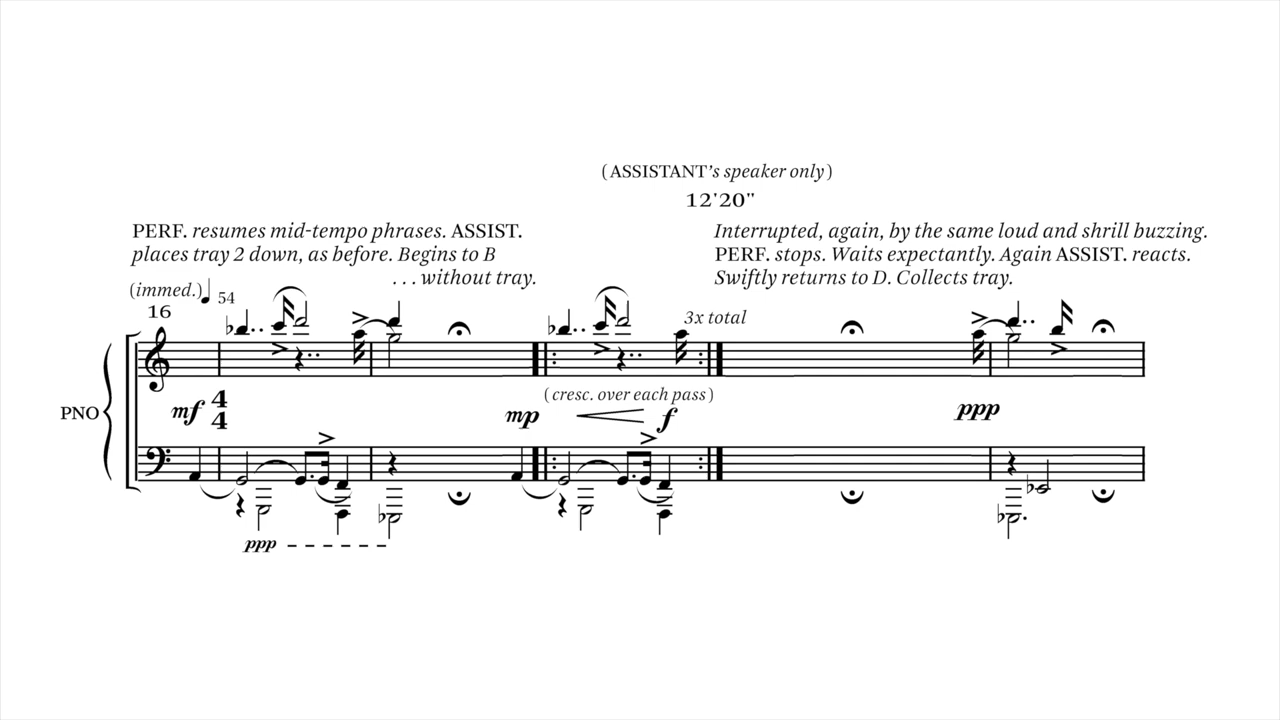 (ASSISTANT's speaker only)
12'20"
PERF. resumes mid-tempo phrases. ASSIST.
places tray 2 down, as before. Begins to B
. . . without tray.
Interrupted, again, by the same loud and shrill buzzing.
PERF. stops. Waits expectantly. Again ASSIST. reacts.
Swiftly returns to D. Collects tray.
(immed.) 54
16
3x total
PNO
mf
4
4
(cresc. over each pass)
mp
f
ppp
ppp